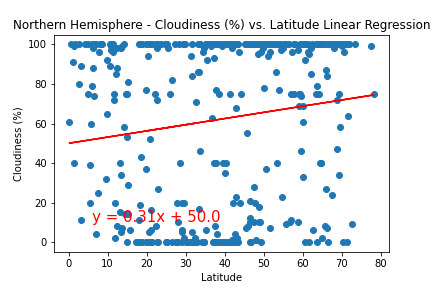 Northern Hemisphere - Cloudiness (%) vs. Latitude Linear Regression
Cloudiness (%)
100
80
60
40
20
0
y = 0.31x + 50.0
0 10 20 30 40 50 60 70 80
Latitude